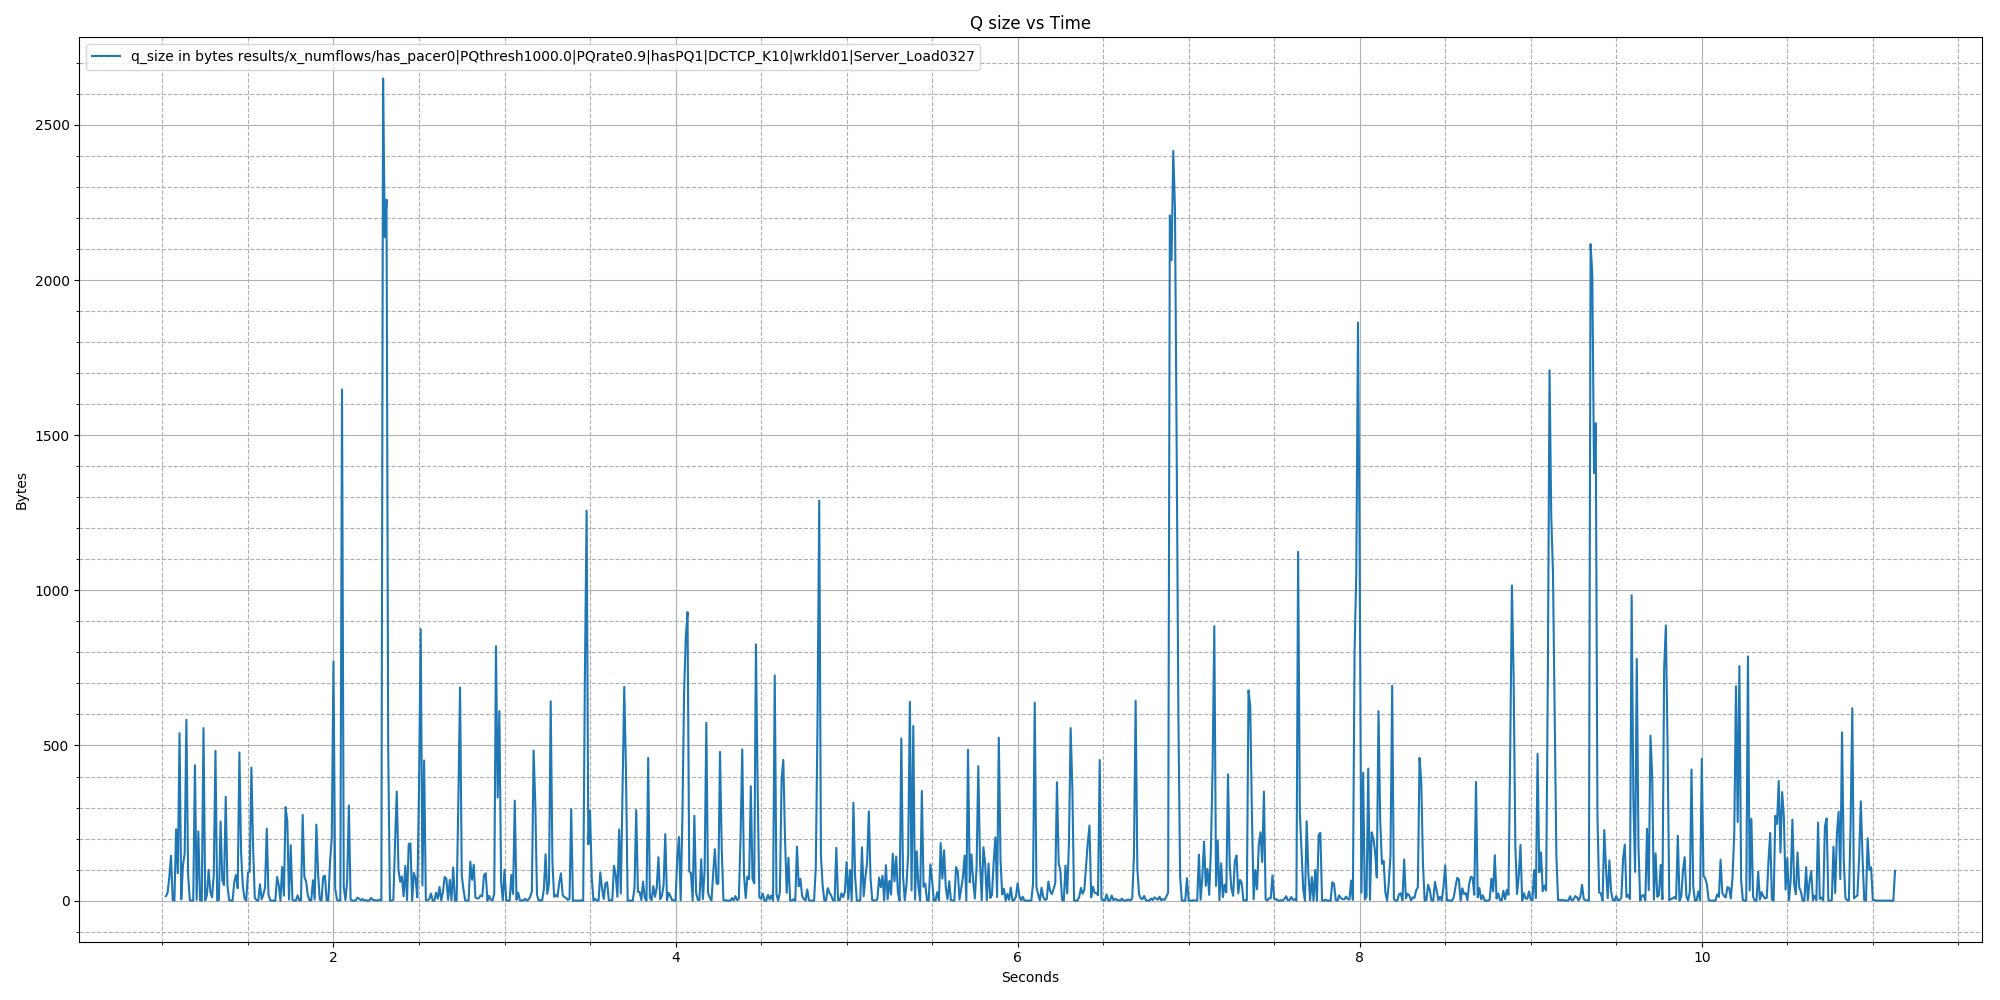 Q size vs Time
q_size in bytes results/x_numflows/has_pacer0|PQthresh1000.0|PQrate0.9|hasPQ1|DCTCP_K10|wrkld01|Server_Load0327
Bytes
2500
2000
1500
1000
500
0
2 4 6 8 10
Seconds